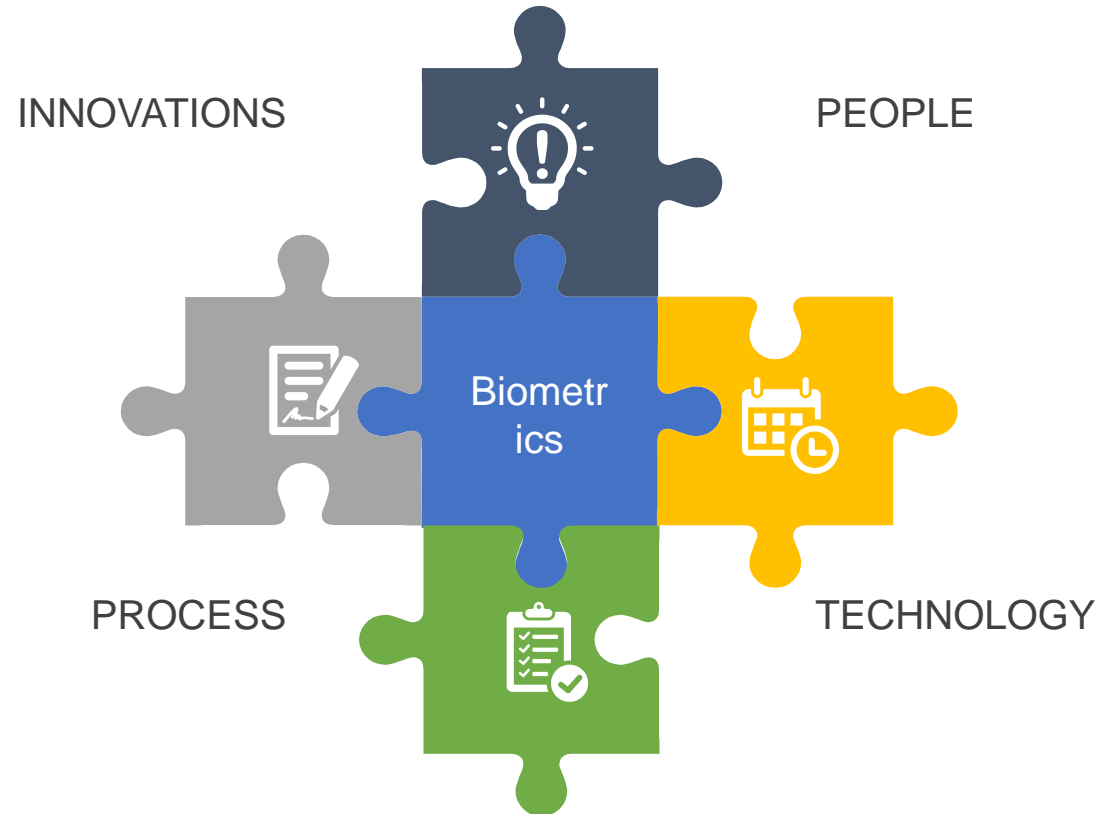 INNOVATIONS
PEOPLE
Biometr
ics
PROCESS
TECHNOLOGY